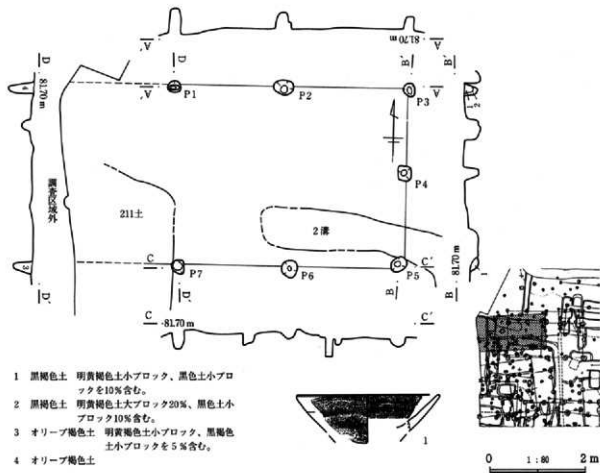 A
81.70 m
A′
D
D
B′
B′
4
81.70 m
A′
P1
P2
P3
A
1
2
調査区域外
P4
211土
2溝
3
C
P7
P6
P5
C′
81.70 m
D′
D′
B
B
1
C
81.70 m
C′
1 黒褐色土 明黄褐色土小ブロック、黒色土小ブロ
ックを10%含む。
2 黒褐色土 明黄褐色土大ブロック20%、黒色土小
ブロック10%含む。
3 オリーブ褐色土 明黄褐色土小ブロック、黒褐色
土小ブロックを5%含む。
4 オリーブ褐色土
1
0 1:80 2m